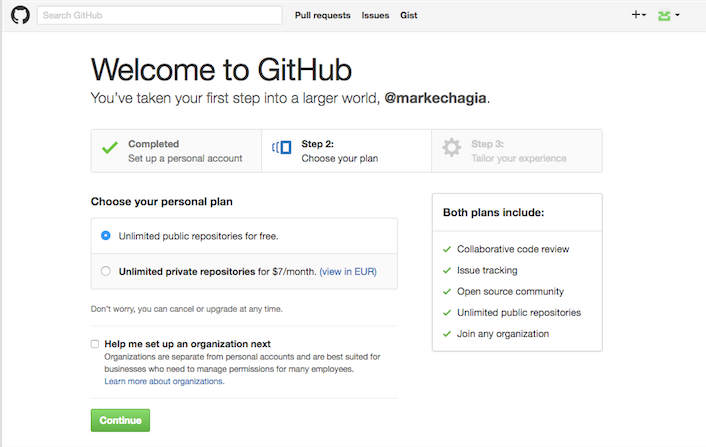 Search GitHub
Pull requests
Issues
Gist
Welcome to GitHub
You've taken your first step into a larger world, @markechagia.
Completed
Set up a personal account
Step 2:
Choose your plan
Step 3:
Tailor your experience
Choose your personal plan
Unlimited public repositories for free.
Unlimited private repositories for $7/month. (view in EUR)
Don't worry, you can cancel or upgrade at any time.
Help me set up an organization next
Organizations are separate from personal accounts and are best suited for
businesses who need to manage permissions for many employees.
Learn more about organizations.
Continue
Both plans include:
Collaborative code review
Issue tracking
Open source community
Unlimited public repositories
Join any organization